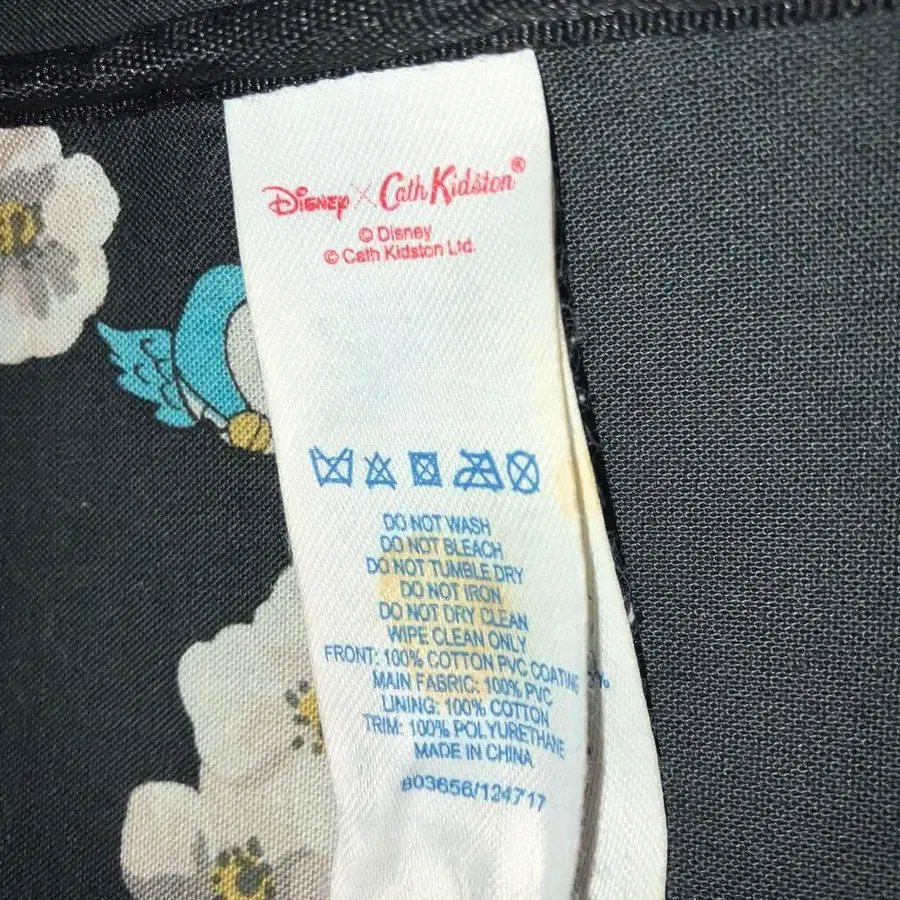 Disney × Cath Kidston®
© Disney
© Cath Kidston Ltd.
DO NOT WASH
DO NOT BLEACH
DO NOT TUMBLE DRY
DO NOT IRON
DO NOT DRY CLEAN
WIPE CLEAN ONLY
FRONT: 100% COTTON PVC COATING
MAIN FABRIC: 100% PVC
LINING: 100% COTTON
TRIM: 100% POLYURETHANE
MADE IN CHINA
803656/124717